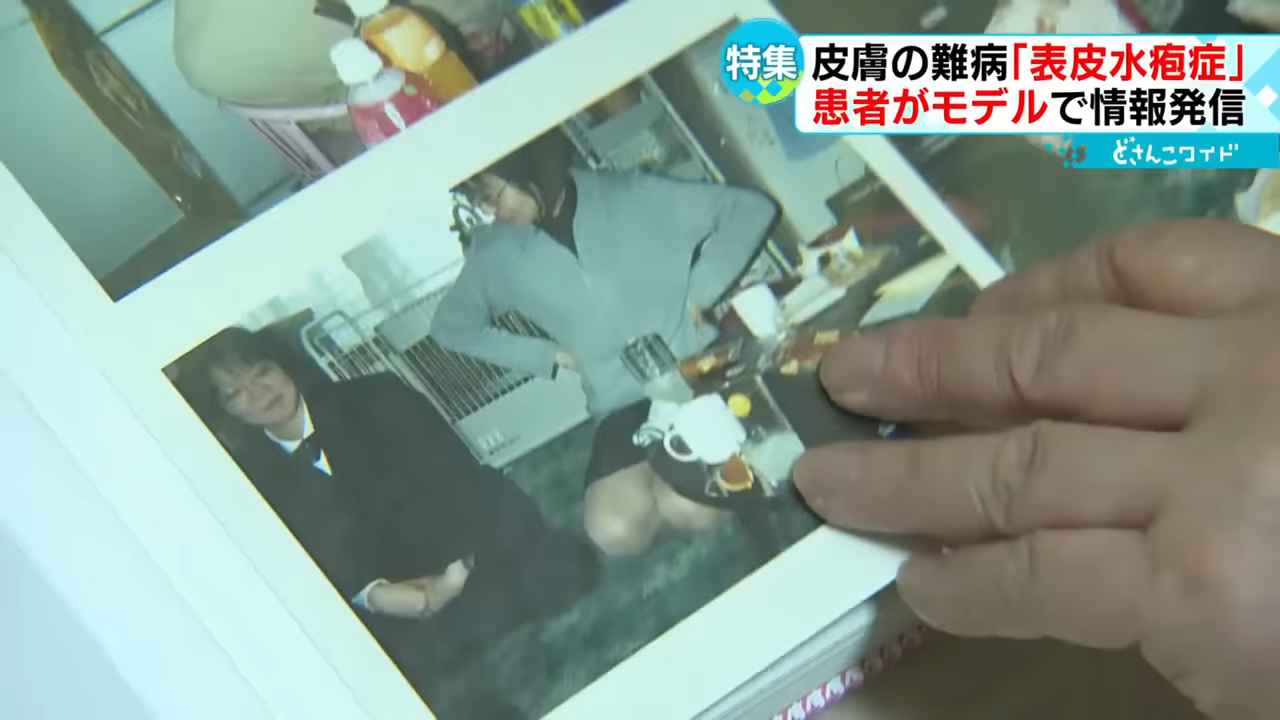 特集
皮膚の難病「表皮水疱症」
患者がモデルで情報発信
どさんこワイド